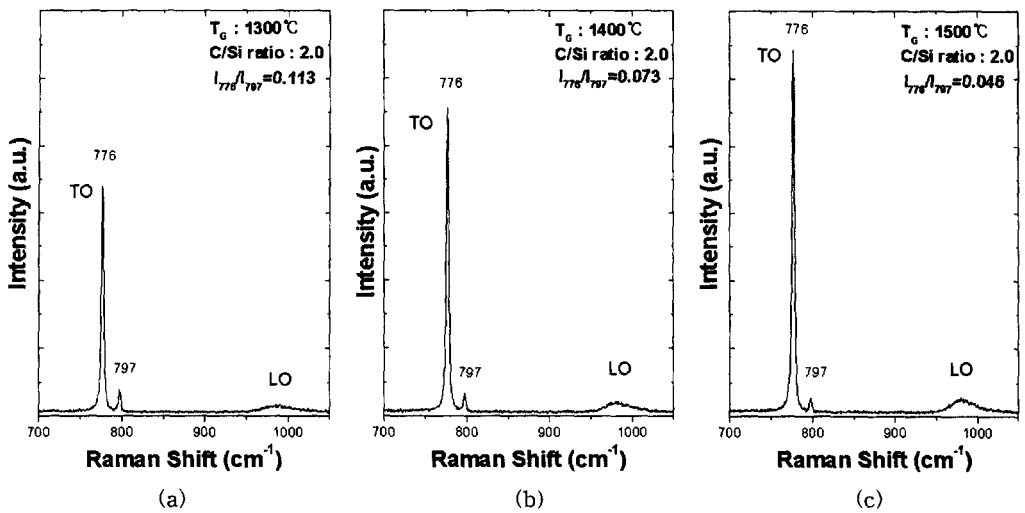 T_G : 1300℃
C/Si ratio : 2.0
I_776/I_797=0.113
776
TO
797
LO
Intensity (a.u.)
700 800 900 1000
Raman Shift (cm⁻¹)
(a)
T_G : 1400℃
C/Si ratio : 2.0
I_776/I_797=0.073
776
TO
797
LO
Intensity (a.u.)
700 800 900 1000
Raman Shift (cm⁻¹)
(b)
T_G : 1500℃
C/Si ratio : 2.0
I_776/I_797=0.046
776
TO
797
LO
Intensity (a.u.)
700 800 900 1000
Raman Shift (cm⁻¹)
(c)